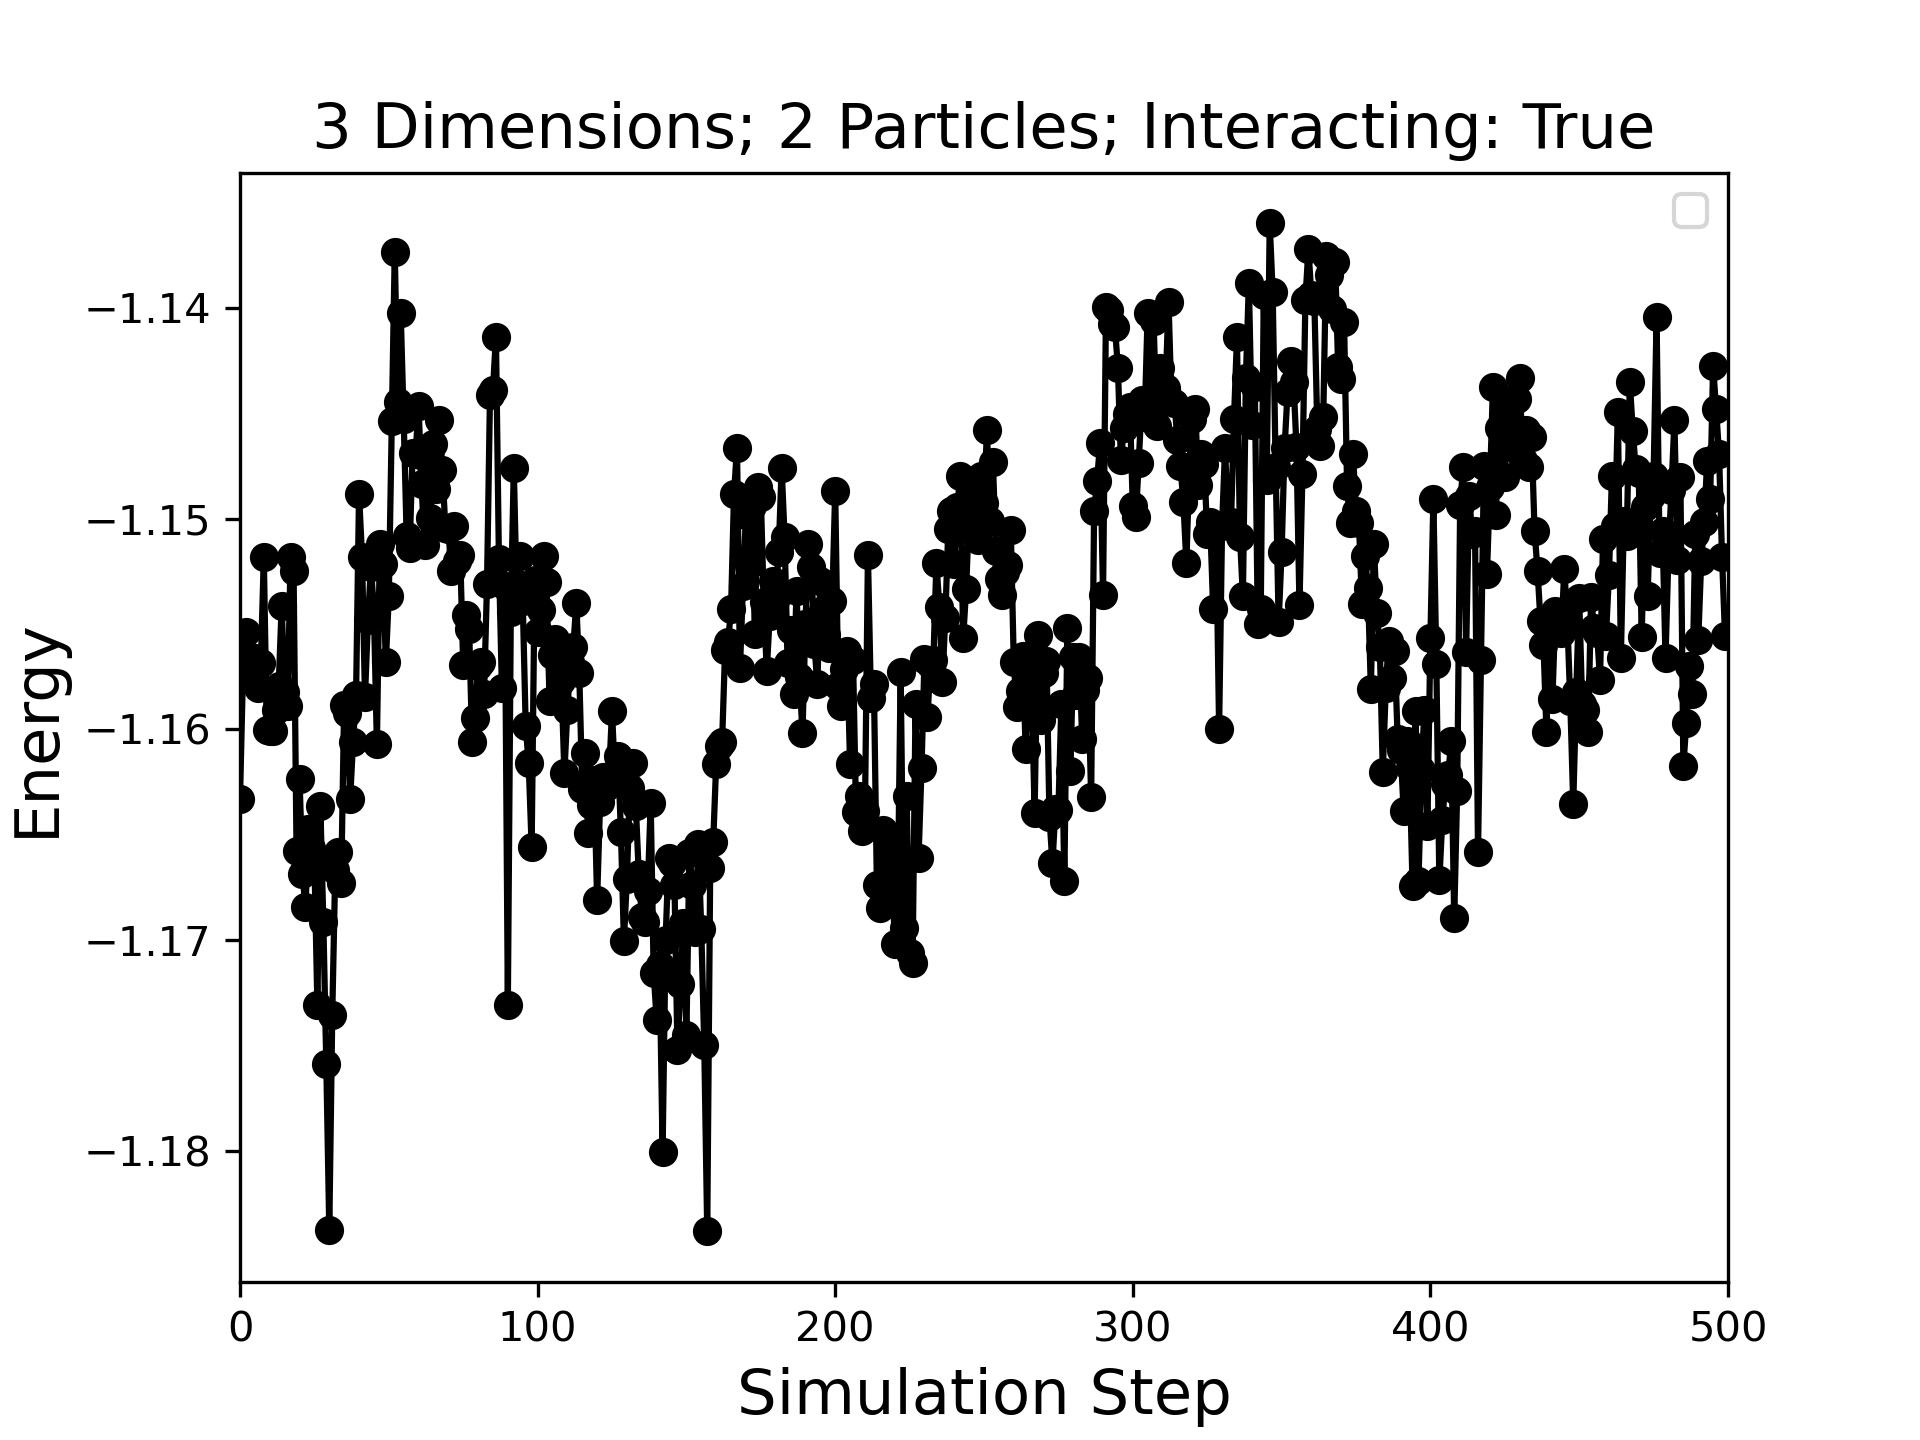 3 Dimensions; 2 Particles; Interacting: True
Energy
−1.14
−1.15
−1.16
−1.17
−1.18
0 100 200 300 400 500
Simulation Step